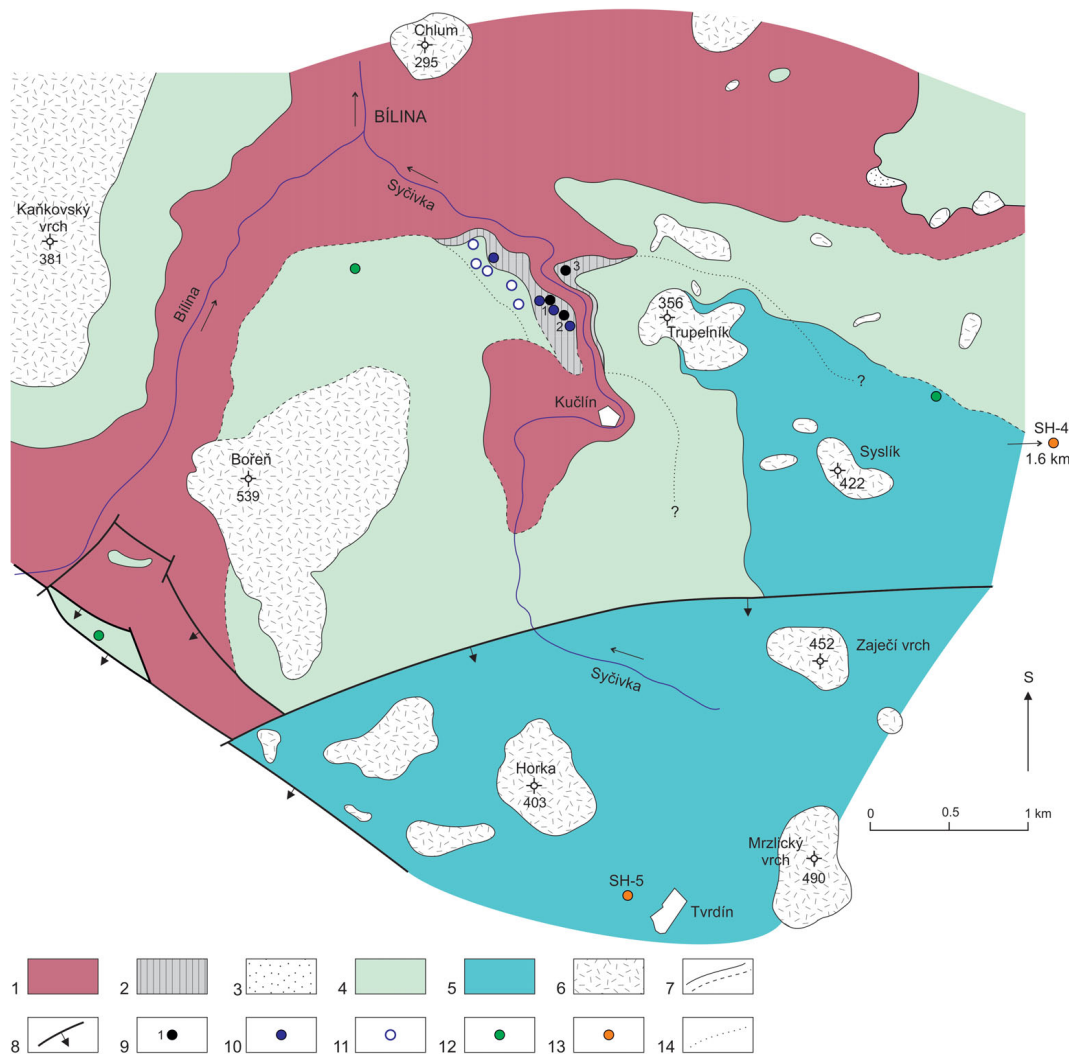 Chlum
295
BÍLINA
Syčivka
Kaňkovský
vrch
381
Bílina
3
1
2
356
Trupelník
?
Kučlín
SH-4
1.6 km
Syslík
422
Bořeň
539
?
452
Zaječí vrch
Syčivka
S
Horka
403
0 0.5 1 km
Mrzlický
vrch
490
SH-5
Tvrdín
1 2 3 4 5 6 7
8 9 1 10 11 12 13 14